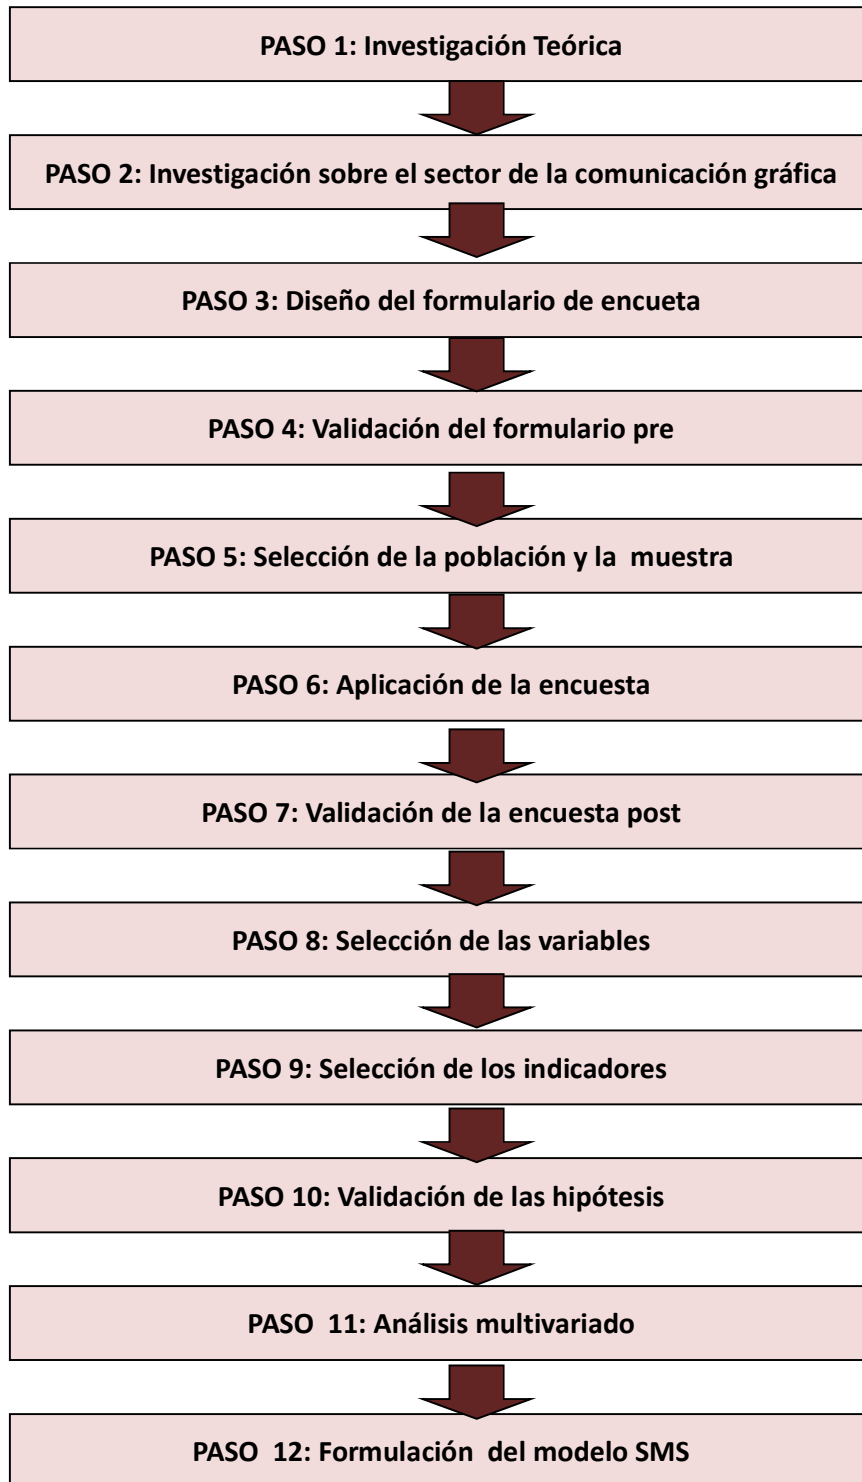 PASO 1: Investigación Teórica
PASO 2: Investigación sobre el sector de la comunicación gráfica
PASO 3: Diseño del formulario de encueta
PASO 4: Validación del formulario pre
PASO 5: Selección de la población y la  muestra
PASO 6: Aplicación de la encuesta
PASO 7: Validación de la encuesta post
PASO 8: Selección de las variables
PASO 9: Selección de los indicadores
PASO 10: Validación de las hipótesis
PASO  11: Análisis multivariado
PASO  12: Formulación  del modelo SMS